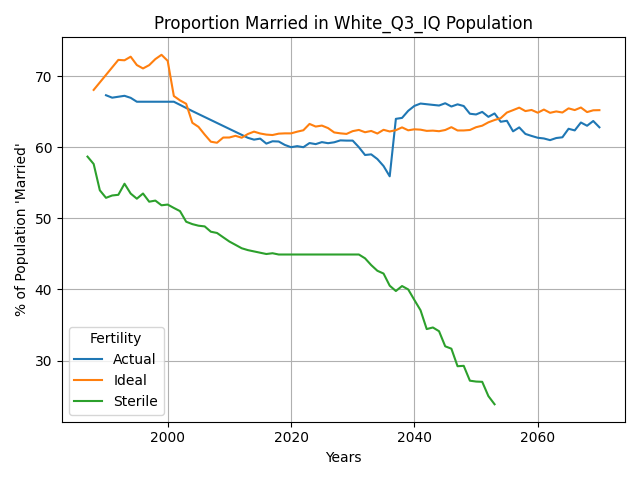 Proportion Married in White_Q3_IQ Population
% of Population 'Married'
70
60
50
40
30
Fertility
Actual
Ideal
Sterile
2000 2020 2040 2060
Years